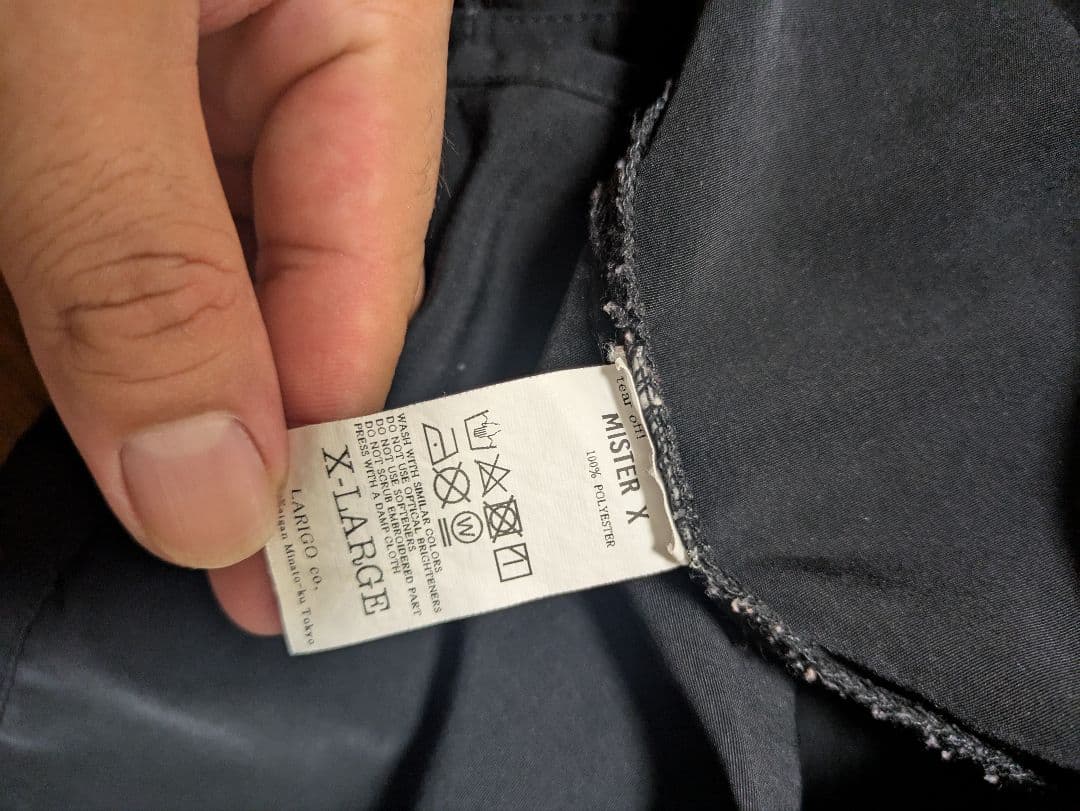 tear off!
MISTER X
100% POLYESTER
W
WASH WITH SIMILAR COLORS
DO NOT USE OPTICAL BRIGHTENERS
DO NOT USE SOFTENERS
DO NOT SCRUB EMBROIDERED PART
PRESS WITH A DAMP CLOTH
X-LARGE
LARIGO CO.
Kaigan Minato-ku Tokyo